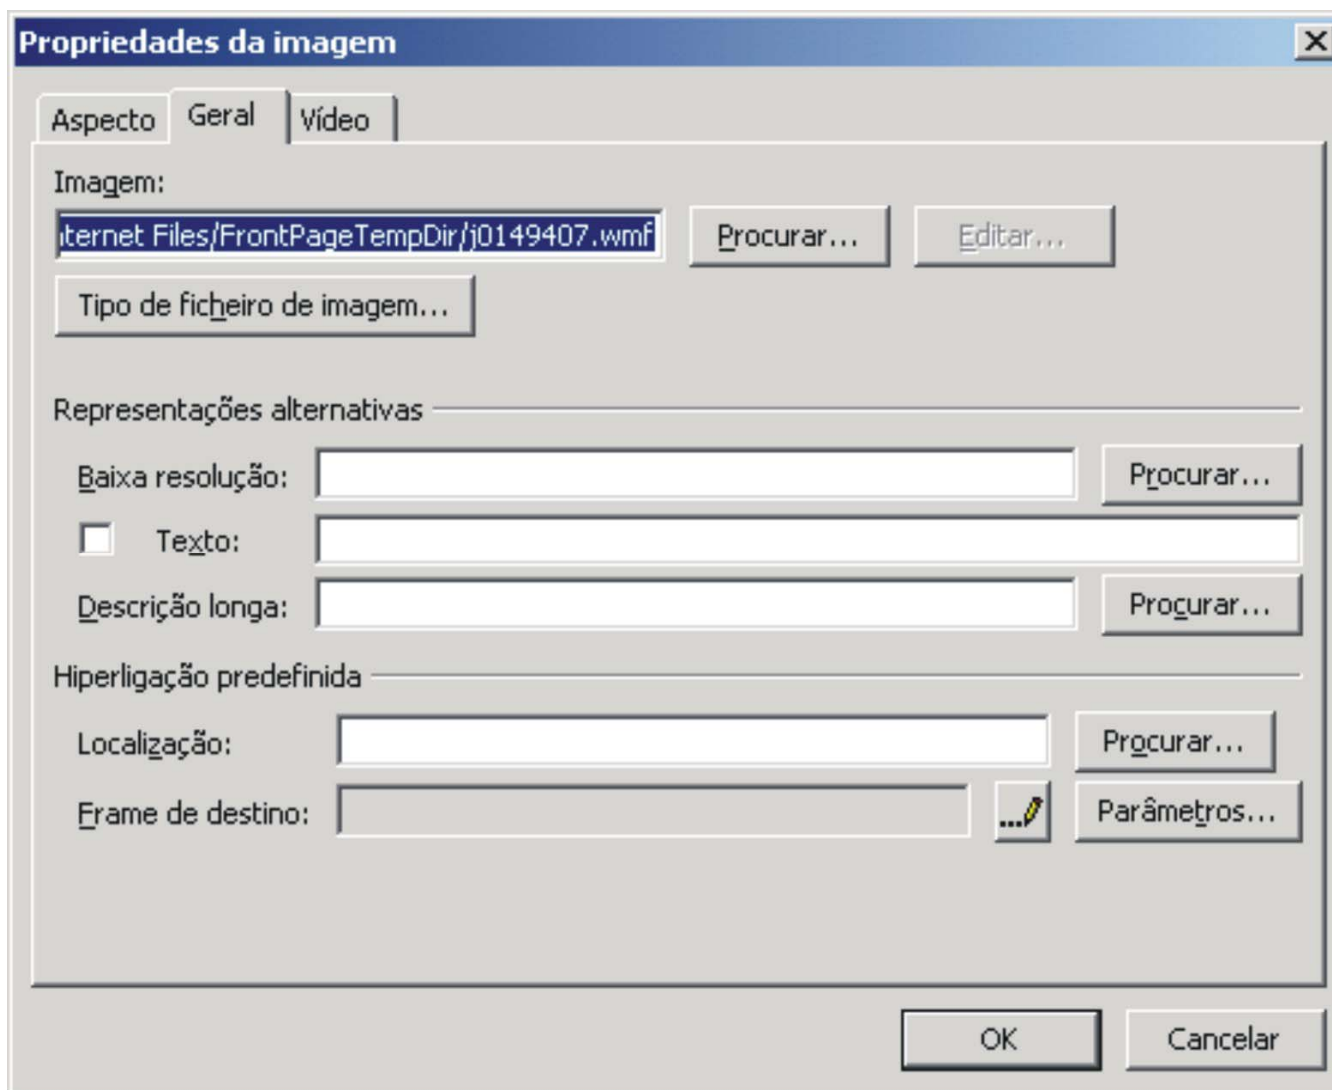 Propriedades da imagem
Aspecto Geral Vídeo
Imagem:
nternet Files/FrontPageTempDir/j0149407.wmf Procurar... Editar...
Tipo de ficheiro de imagem...
Representações alternativas
Baixa resolução: Procurar...
Texto:
Descrição longa: Procurar...
Hiperligação predefinida
Localização: Procurar...
Frame de destino: ... Parâmetros...
OK Cancelar